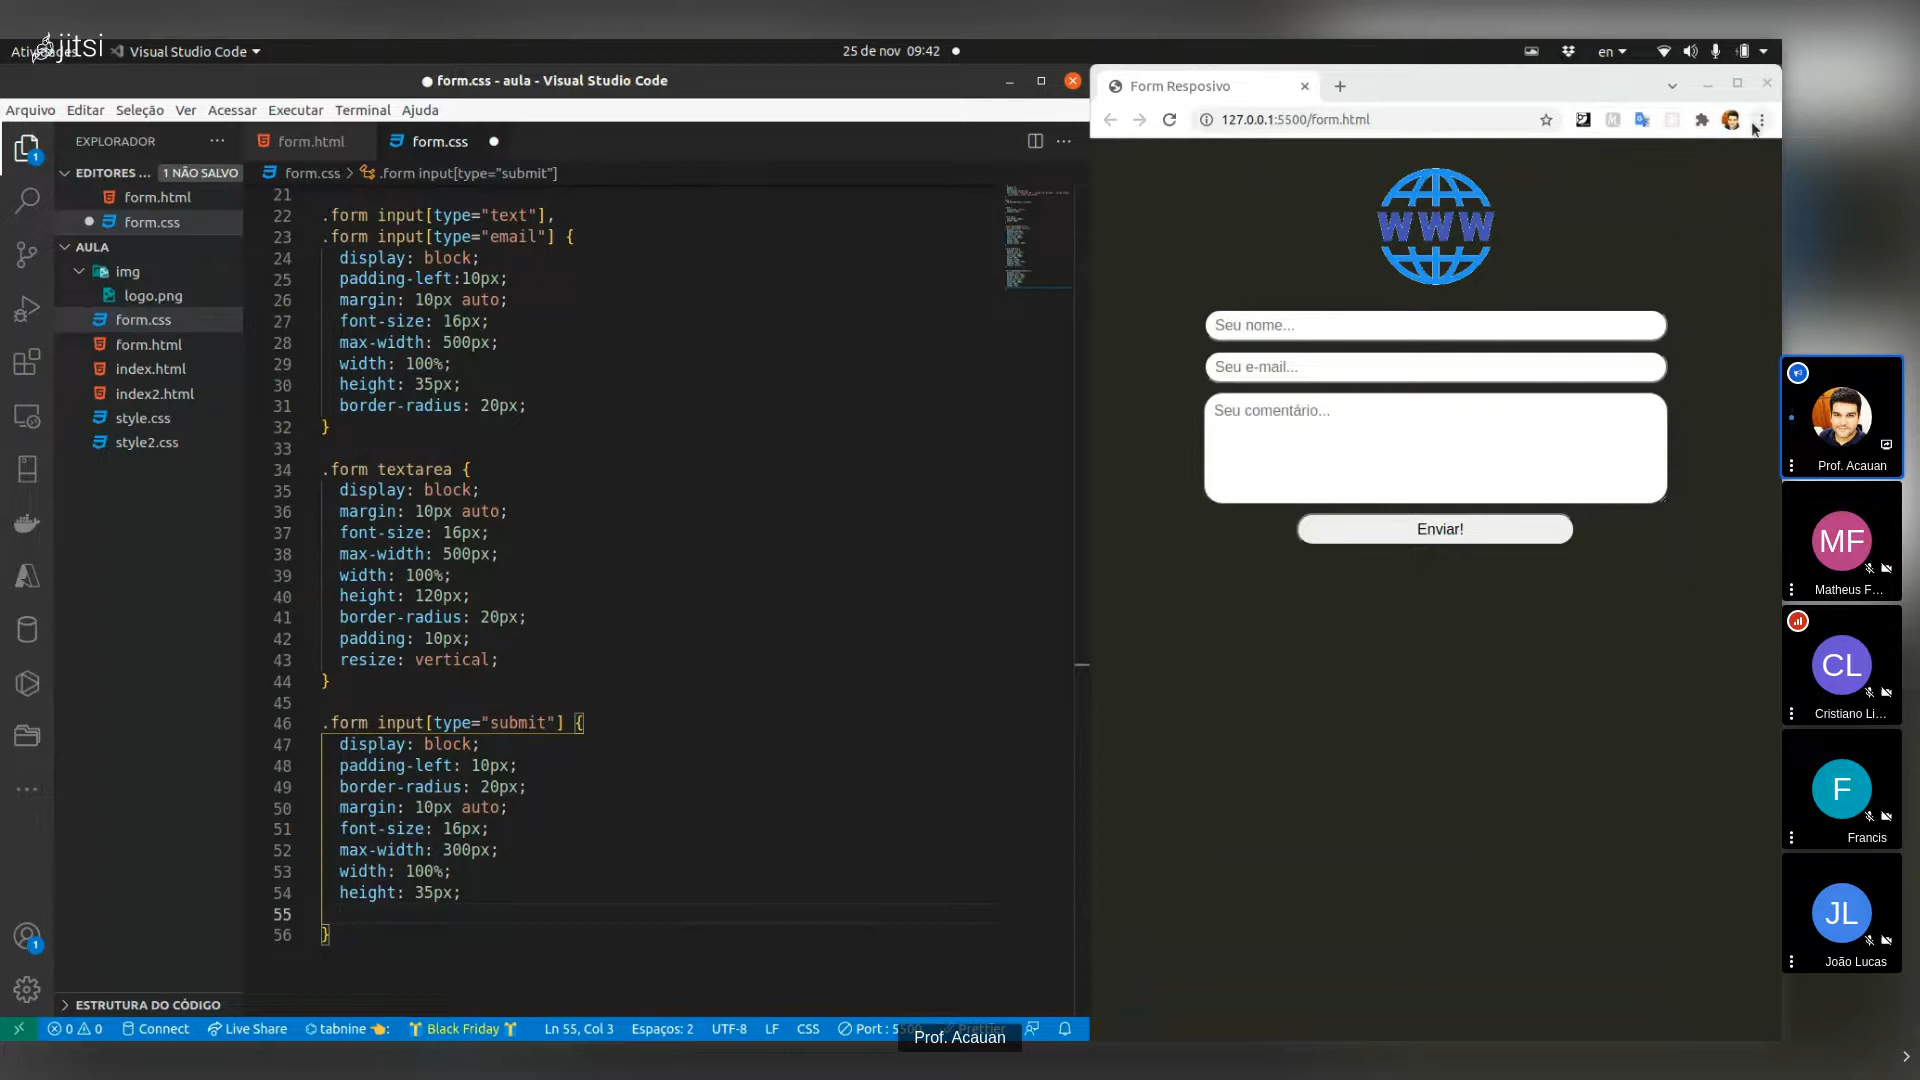 jitsi
Visual Studio Code
25 de nov 09:42
en
form.css - aula - Visual Studio Code
Arquivo Editar Seleção Ver Acessar Executar Terminal Ajuda
EXPLORADOR
EDITORES ... 1 NÃO SALVO
form.html
form.css
AULA
img
logo.png
form.css
form.html
index.html
index2.html
style.css
style2.css
ESTRUTURA DO CÓDIGO
1
1
form.html
form.css
form.css > .form input[type="submit"]
21
22 .form input[type="text"],
23 .form input[type="email"] {
24 display: block;
25 padding-left:10px;
26 margin: 10px auto;
27 font-size: 16px;
28 max-width: 500px;
29 width: 100%;
30 height: 35px;
31 border-radius: 20px;
32 }
33
34 .form textarea {
35 display: block;
36 margin: 10px auto;
37 font-size: 16px;
38 max-width: 500px;
39 width: 100%;
40 height: 120px;
41 border-radius: 20px;
42 padding: 10px;
43 resize: vertical;
44 }
45
46 .form input[type="submit"] {
47 display: block;
48 padding-left: 10px;
49 border-radius: 20px;
50 margin: 10px auto;
51 font-size: 16px;
52 max-width: 300px;
53 width: 100%;
54 height: 35px;
55
56 }
0 0 Connect Live Share tabnine Black Friday Ln 55, Col 3 Espaços: 2 UTF-8 LF CSS Port : 5500 Prettier
Form Resposivo
127.0.0.1:5500/form.html
WWW
Seu nome...
Seu e-mail...
Seu comentário...
Enviar!
Prof. Acauan
MF
Matheus F...
CL
Cristiano Li...
F
Francis
JL
João Lucas
Prof. Acauan